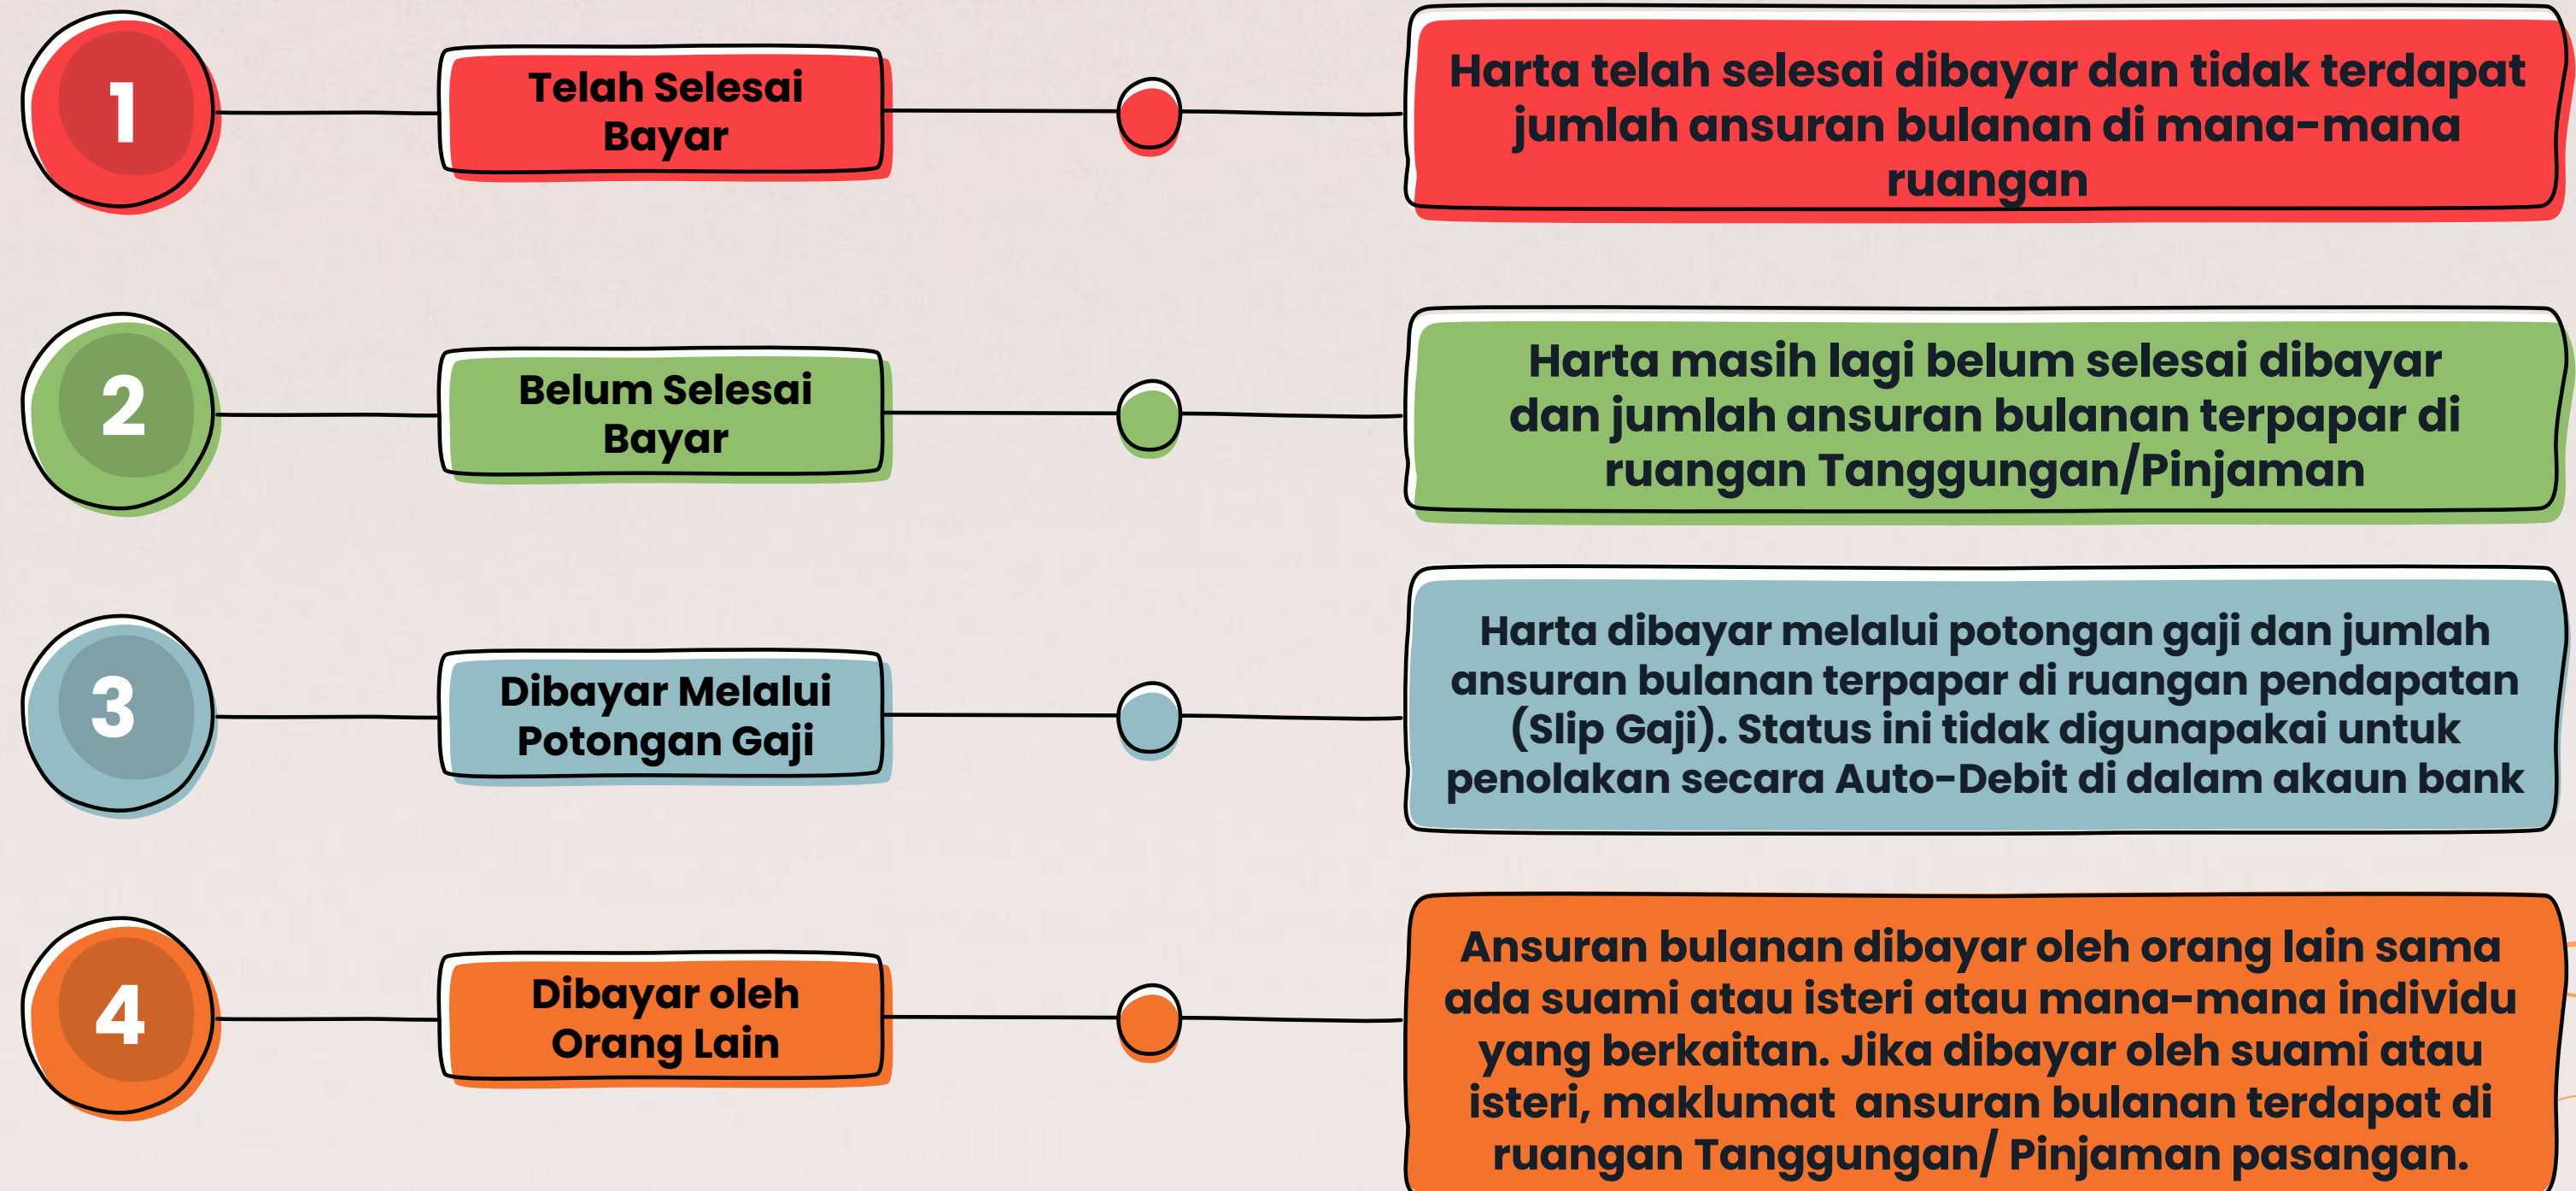 1
Telah Selesai
Bayar
Harta telah selesai dibayar dan tidak terdapat
jumlah ansuran bulanan di mana-mana
ruangan
2
Belum Selesai
Bayar
Harta masih lagi belum selesai dibayar
dan jumlah ansuran bulanan terpapar di
ruangan Tanggungan/Pinjaman
3
Dibayar Melalui
Potongan Gaji
Harta dibayar melalui potongan gaji dan jumlah
ansuran bulanan terpapar di ruangan pendapatan
(Slip Gaji). Status ini tidak digunapakai untuk
penolakan secara Auto-Debit di dalam akaun bank
4
Dibayar oleh
Orang Lain
Ansuran bulanan dibayar oleh orang lain sama
ada suami atau isteri atau mana-mana individu
yang berkaitan. Jika dibayar oleh suami atau
isteri, maklumat ansuran bulanan terdapat di
ruangan Tanggungan/ Pinjaman pasangan.